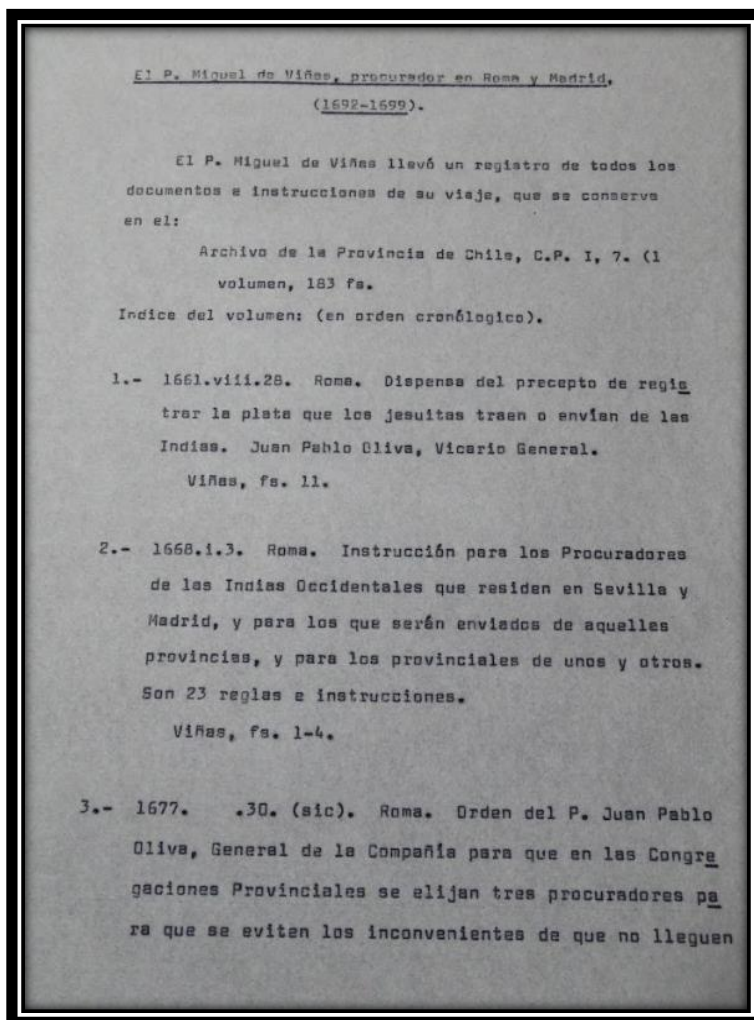 El P. Miguel de Viñas, procurador en Roma y Madrid,
(1692-1699).
El P. Miguel de Viñas llevó un registro de todos los
documentos e instrucciones de su viaje, que se conserva
en el:
Archivo de la Provincia de Chile, C.P. I, 7. (1
volumen, 183 fs.
Indice del volumen: (en orden cronólogico).
1.- 1661.viii.28. Roma. Dispensa del precepto de regis
trar la plata que los jesuitas traen o envían de las
Indias. Juan Pablo Oliva, Vicario General.
Viñas, fs. 11.
2.- 1668.i.3. Roma. Instrucción para los Procuradores
de las Indias Occidentales que residen en Sevilla y
Madrid, y para los que serán enviados de aquellas
provincias, y para los provinciales de unos y otros.
Son 23 reglas e instrucciones.
Viñas, fs. 1-4.
3.- 1677. .30. (sic). Roma. Orden del P. Juan Pablo
Oliva, General de la Compañía para que en las Congre
gaciones Provinciales se elijan tres procuradores pa
ra que se eviten los inconvenientes de que no lleguen